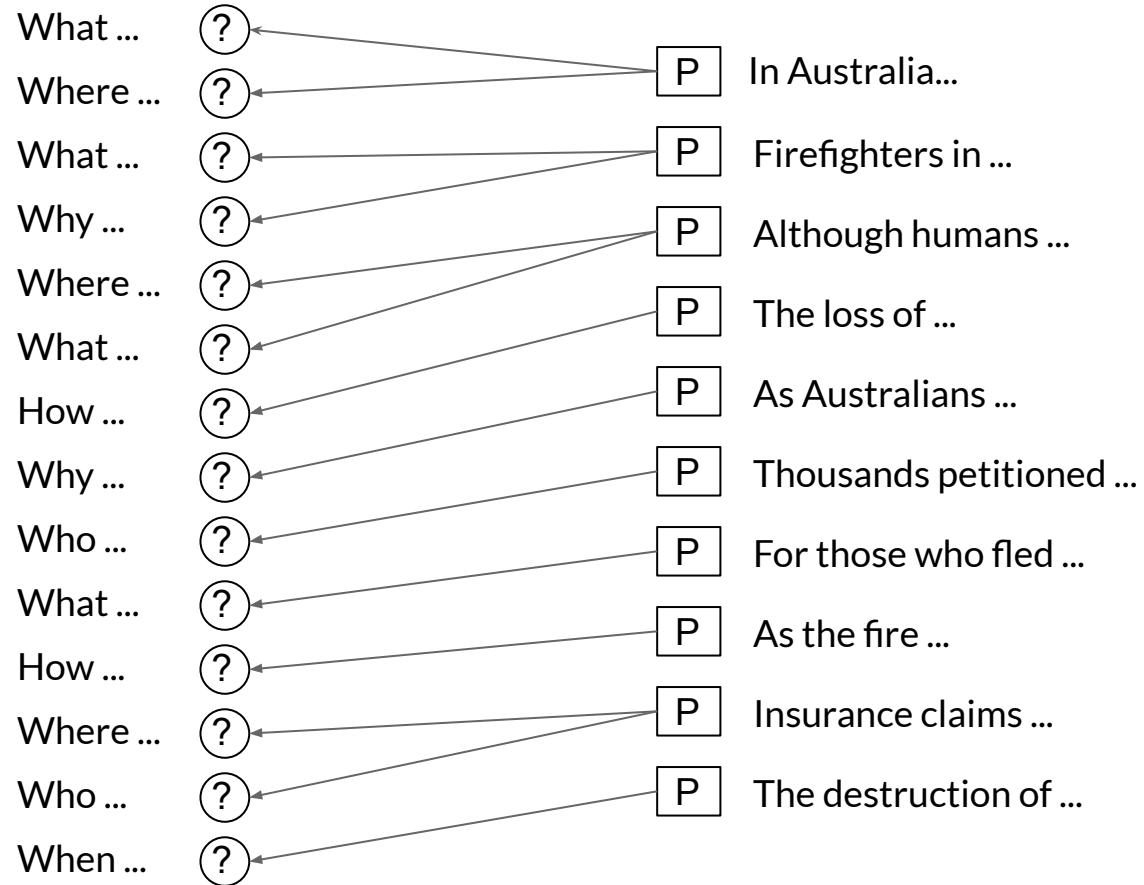 What ... ?
Where ... ?
What ... ?
Why ... ?
Where ... ?
What ... ?
How ... ?
Why ... ?
Who ... ?
What ... ?
How ... ?
Where ... ?
Who ... ?
When ... ?
P In Australia...
P Firefighters in ...
P Although humans ...
P The loss of ...
P As Australians ...
P Thousands petitioned ...
P For those who fled ...
P As the fire ...
P Insurance claims ...
P The destruction of ...